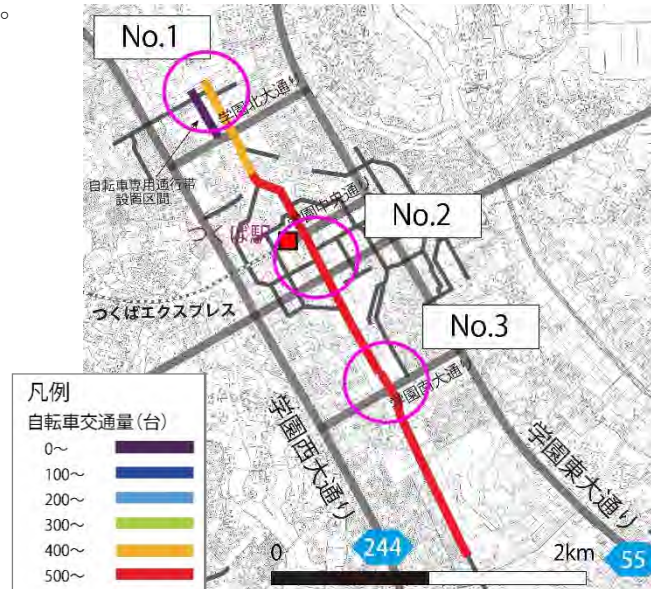 。
No.1
学園北大通り
自転車専用通行帯
設置区間
学園中央通り
つくば駅
No.2
つくばエクスプレス
No.3
学園南大通り
学園西大通り
学園東大通り
凡例
自転車交通量(台)
0～
100～
200～
300～
400～
500～
0
2km
244
55